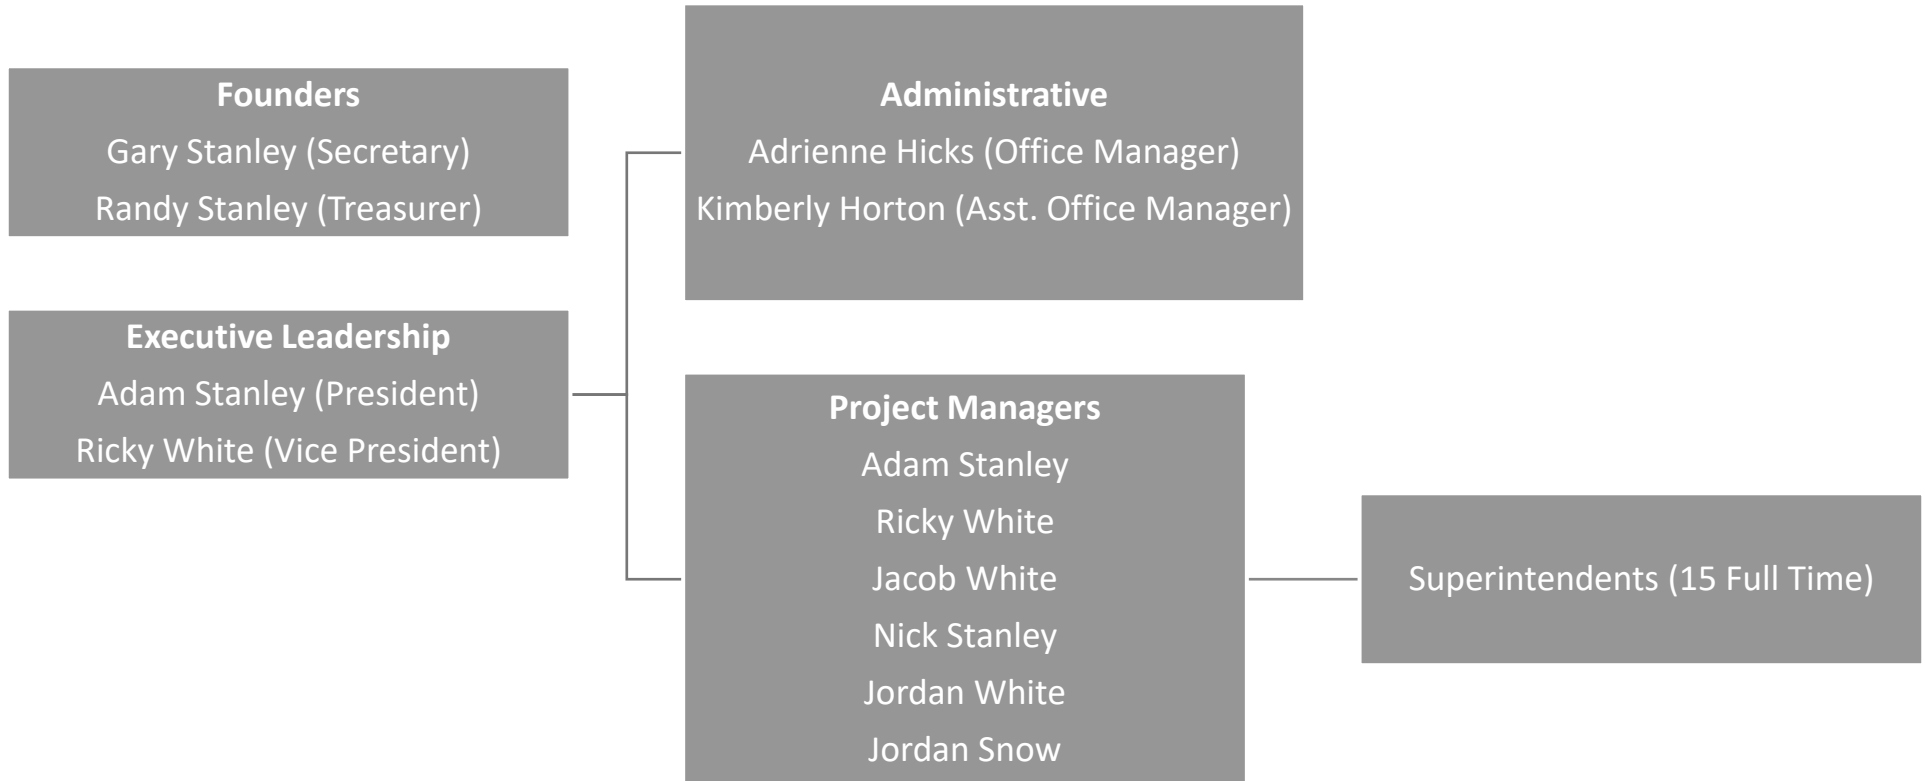 Founders
Gary Stanley (Secretary)
Randy Stanley (Treasurer)
Executive Leadership
Adam Stanley (President)
Ricky White (Vice President)
Administrative
Adrienne Hicks (Office Manager)
Kimberly Horton (Asst. Office Manager)
Project Managers
Adam Stanley
Ricky White
Jacob White
Nick Stanley
Jordan White
Jordan Snow
Superintendents (15 Full Time)